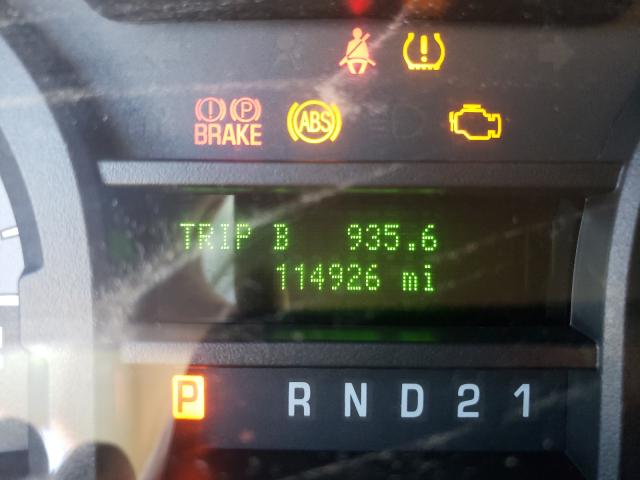 ! P
BRAKE ABS
TRIP B 935.6
114926 mi
P R N D 2 1